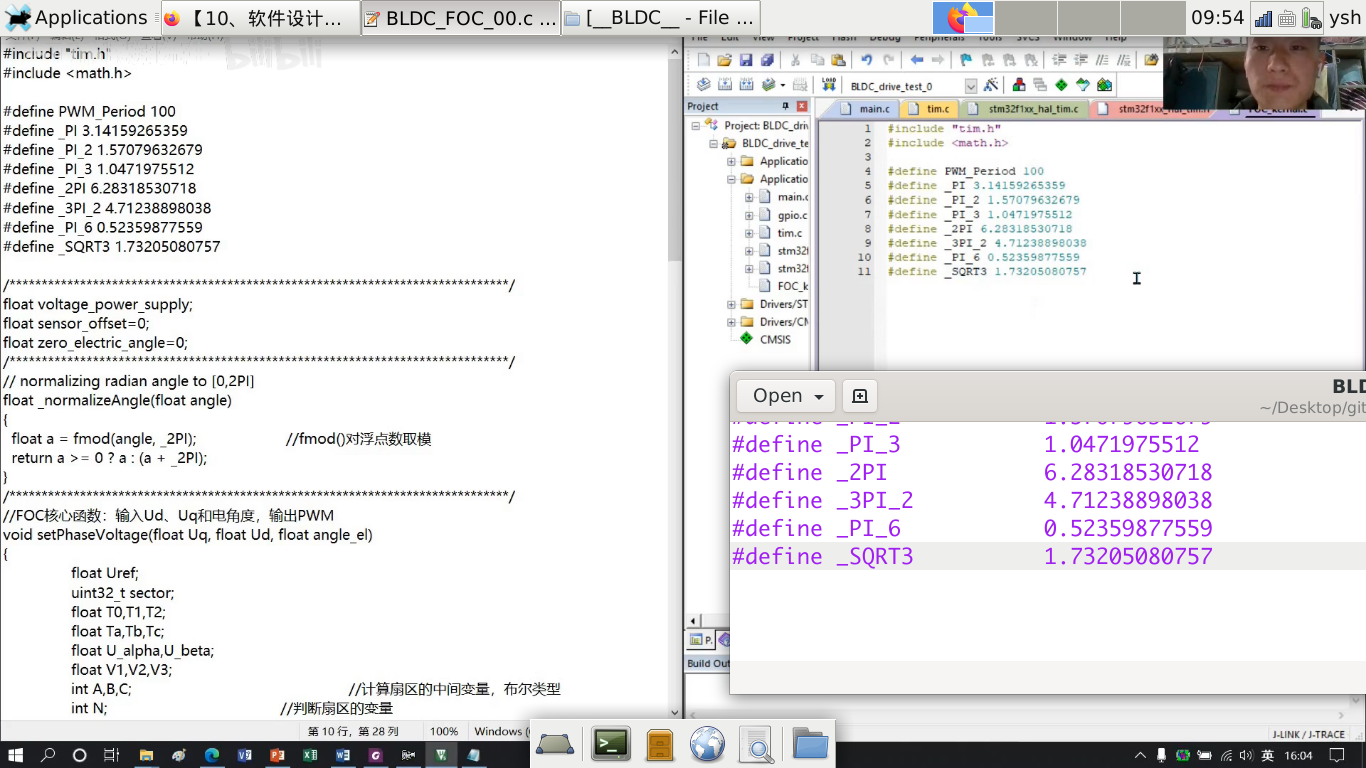 Applications
【10、软件设计...
BLDC_FOC_00.c ...
[__BLDC__ - File ...
09:54
ysh
#include "tim.h"
#include <math.h>
#define PWM_Period 100
#define _PI 3.14159265359
#define _PI_2 1.57079632679
#define _PI_3 1.0471975512
#define _2PI 6.28318530718
#define _3PI_2 4.71238898038
#define _PI_6 0.52359877559
#define _SQRT3 1.73205080757
/******************************************************************************/
float voltage_power_supply;
float sensor_offset=0;
float zero_electric_angle=0;
/******************************************************************************/
// normalizing radian angle to [0,2PI]
float _normalizeAngle(float angle)
{
float a = fmod(angle, _2PI); //fmod()对浮点数取模
return a >= 0 ? a : (a + _2PI);
}
/******************************************************************************/
//FOC核心函数：输入Ud、Uq和电角度，输出PWM
void setPhaseVoltage(float Uq, float Ud, float angle_el)
{
float Uref;
uint32_t sector;
float T0,T1,T2;
float Ta,Tb,Tc;
float U_alpha,U_beta;
float V1,V2,V3;
int A,B,C; //计算扇区的中间变量，布尔类型
int N; //判断扇区的变量
第 10 行，第 28 列
100%
Windows (
bilibili
BLDC_drive_test_0
Project
main.c
tim.c
stm32f1xx_hal_tim.c
stm32f1xx_hal_tim.h
FOC_kernal.c
Project: BLDC_driv
BLDC_drive_te
Applicatio
Applicatio
main.c
gpio.c
tim.c
stm32f
stm32
FOC_k
Drivers/ST
Drivers/CM
CMSIS
1 #include "tim.h"
2 #include <math.h>
3
4 #define PWM_Period 100
5 #define _PI 3.14159265359
6 #define _PI_2 1.57079632679
7 #define _PI_3 1.0471975512
8 #define _2PI 6.28318530718
9 #define _3PI_2 4.71238898038
10 #define _PI_6 0.52359877559
11 #define _SQRT3 1.73205080757
P.
Build Out
Open
BLD
~/Desktop/git
#define _PI_2 1.57079632679
#define _PI_3 1.0471975512
#define _2PI 6.28318530718
#define _3PI_2 4.71238898038
#define _PI_6 0.52359877559
#define _SQRT3 1.73205080757
J-LINK / J-TRACE
英
16:04